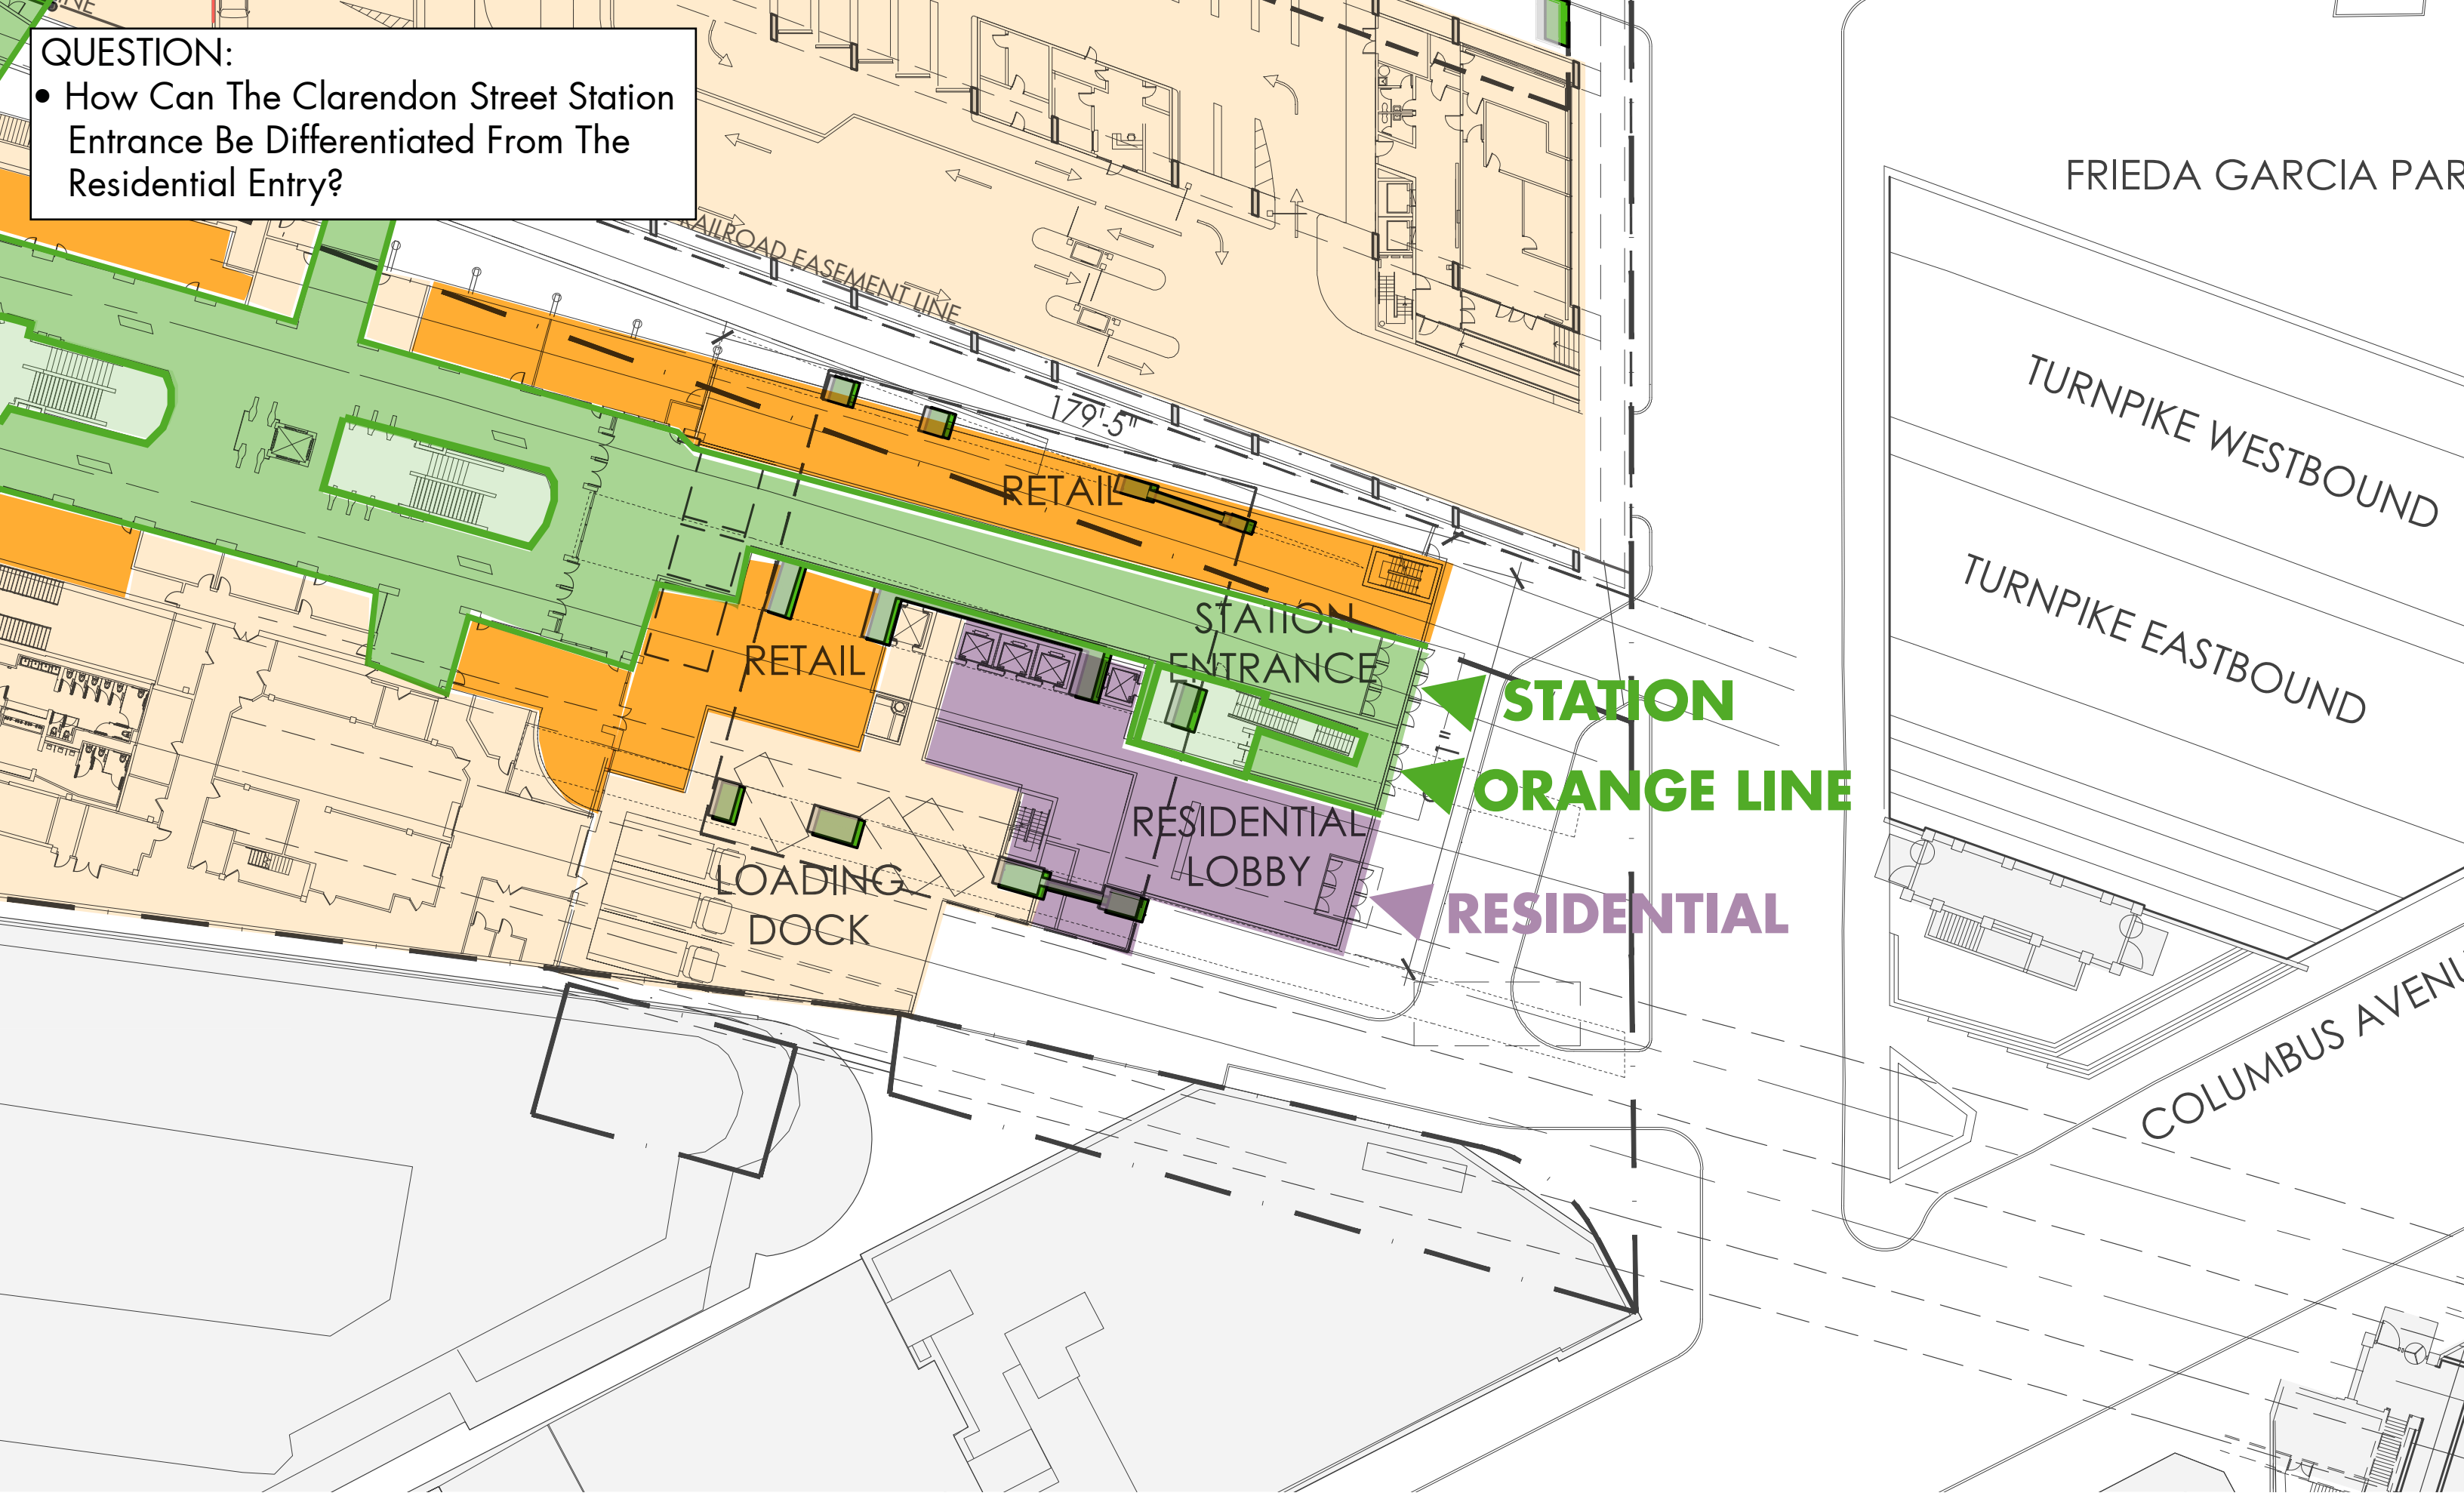 QUESTION:
• How Can The Clarendon Street Station
Entrance Be Differentiated From The
Residential Entry?
FRIEDA GARCIA PAR
RAILROAD EASEMENT LINE
179'-5"
TURNPIKE WESTBOUND
TURNPIKE EASTBOUND
RETAIL
STATION
ENTRANCE
RETAIL
STATION
ORANGE LINE
RESIDENTIAL
LOBBY
RESIDENTIAL
LOADING
DOCK
COLUMBUS AVENU